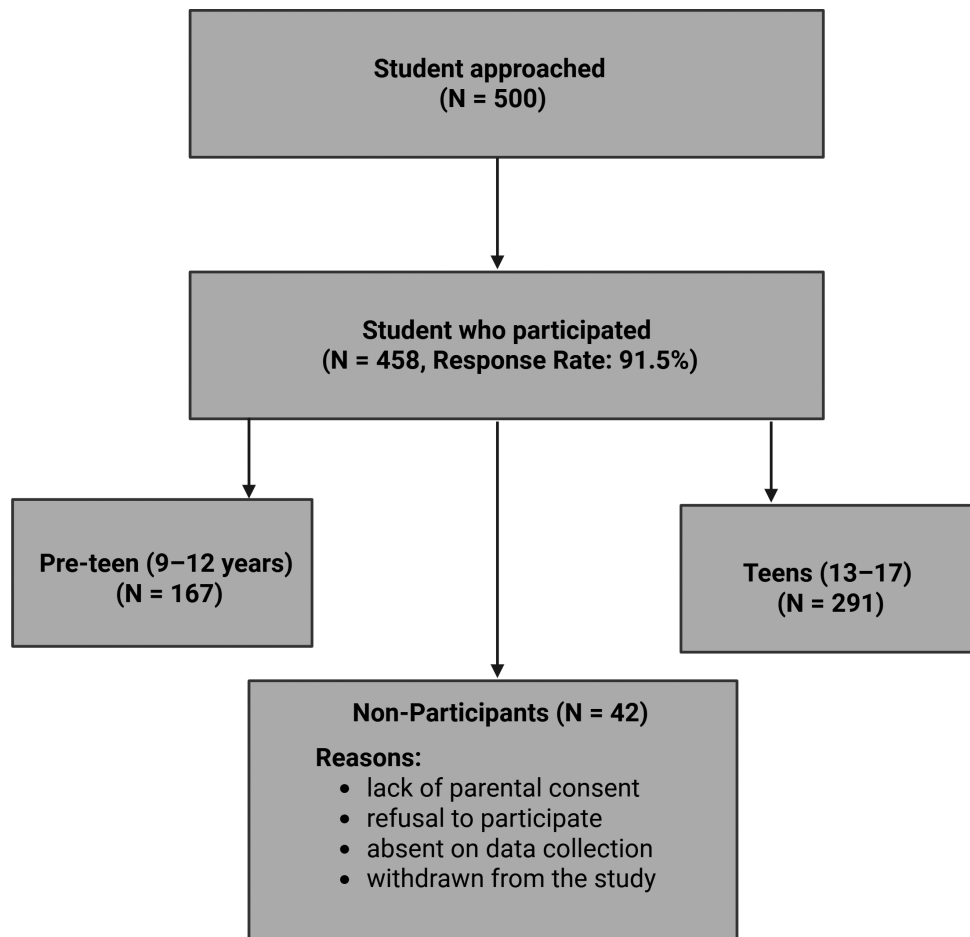 Student approached
(N = 500)
Student who participated
(N = 458, Response Rate: 91.5%)
Pre-teen (9–12 years)
(N = 167)
Teens (13–17)
(N = 291)
Non-Participants (N = 42)
Reasons:
• lack of parental consent
• refusal to participate
• absent on data collection
• withdrawn from the study